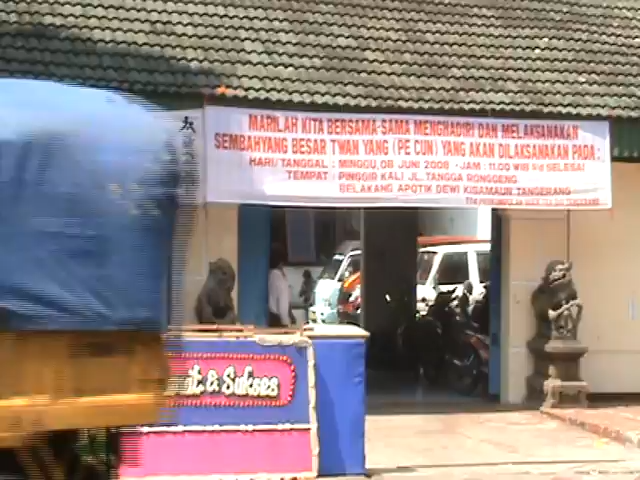 MARILAH KITA BERSAMA-SAMA MENGHADIRI DAN MELAKSANAKAN
SEMBAHYANG BESAR TWAN YANG (PE CUN) YANG AKAN DILAKSANAKAN PADA :
HARI/TANGGAL : MINGGU, 08 JUNI 2008 - JAM : 11.00 WIB s/d SELESAI
TEMPAT : PINGGIR KALI JL. TANGGA RONGGENG
BELAKANG APOTIK DEWI KISAMAUN TANGERANG
& Sukses